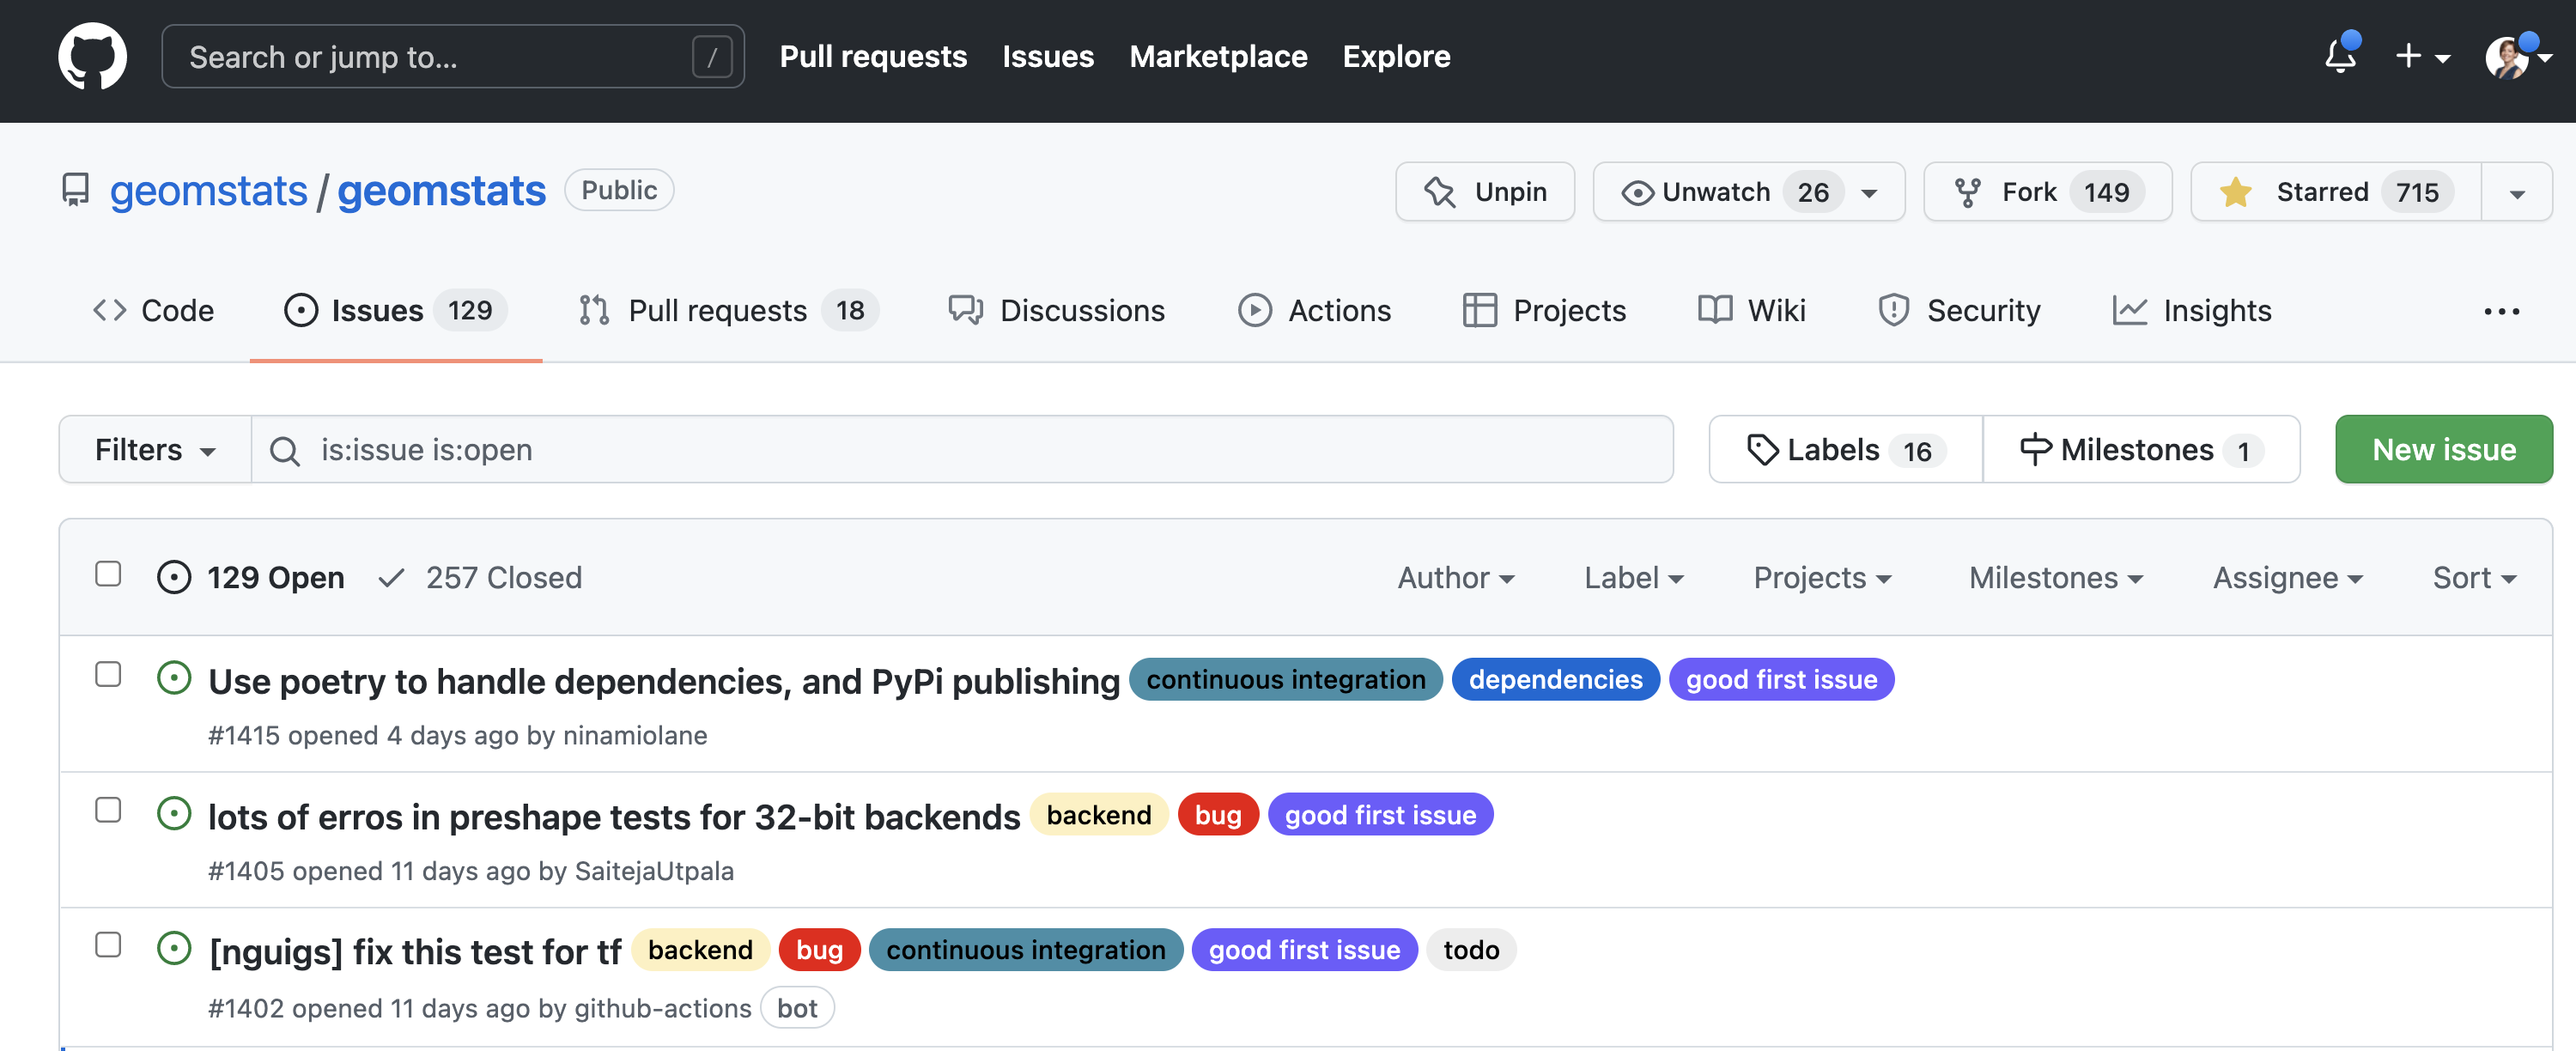 Search or jump to... / Pull requests Issues Marketplace Explore
geomstats / geomstats Public Unpin Unwatch 26 Fork 149 Starred 715
Code Issues 129 Pull requests 18 Discussions Actions Projects Wiki Security Insights ...
Filters is:issue is:open Labels 16 Milestones 1 New issue
129 Open 257 Closed Author Label Projects Milestones Assignee Sort
Use poetry to handle dependencies, and PyPi publishing continuous integration dependencies good first issue
#1415 opened 4 days ago by ninamiolane
lots of erros in preshape tests for 32-bit backends backend bug good first issue
#1405 opened 11 days ago by SaitejaUtpala
[nguigs] fix this test for tf backend bug continuous integration good first issue todo
#1402 opened 11 days ago by github-actions bot